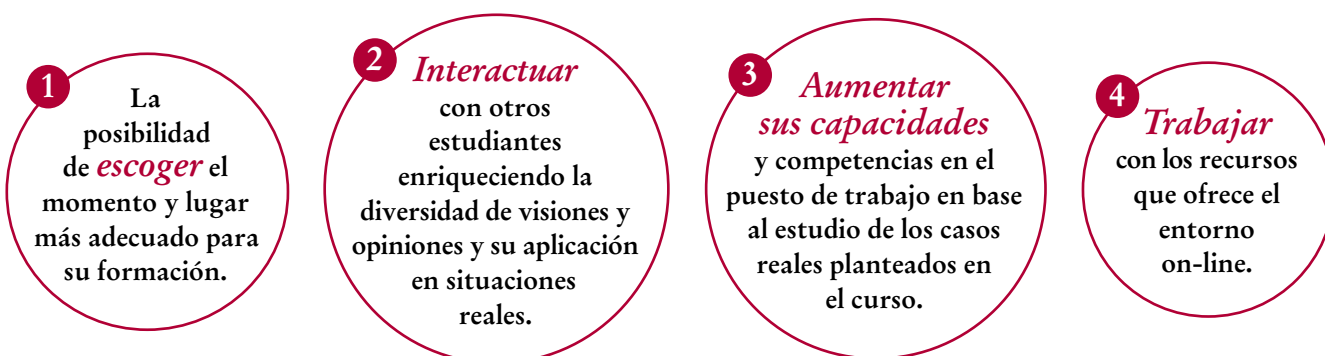 1
La
posibilidad
de escoger el
momento y lugar
más adecuado para
su formación.
2
Interactuar
con otros
estudiantes
enriqueciendo la
diversidad de visiones y
opiniones y su aplicación
en situaciones
reales.
3
Aumentar
sus capacidades
y competencias en el
puesto de trabajo en base
al estudio de los casos
reales planteados en
el curso.
4
Trabajar
con los recursos
que ofrece el
entorno
on-line.